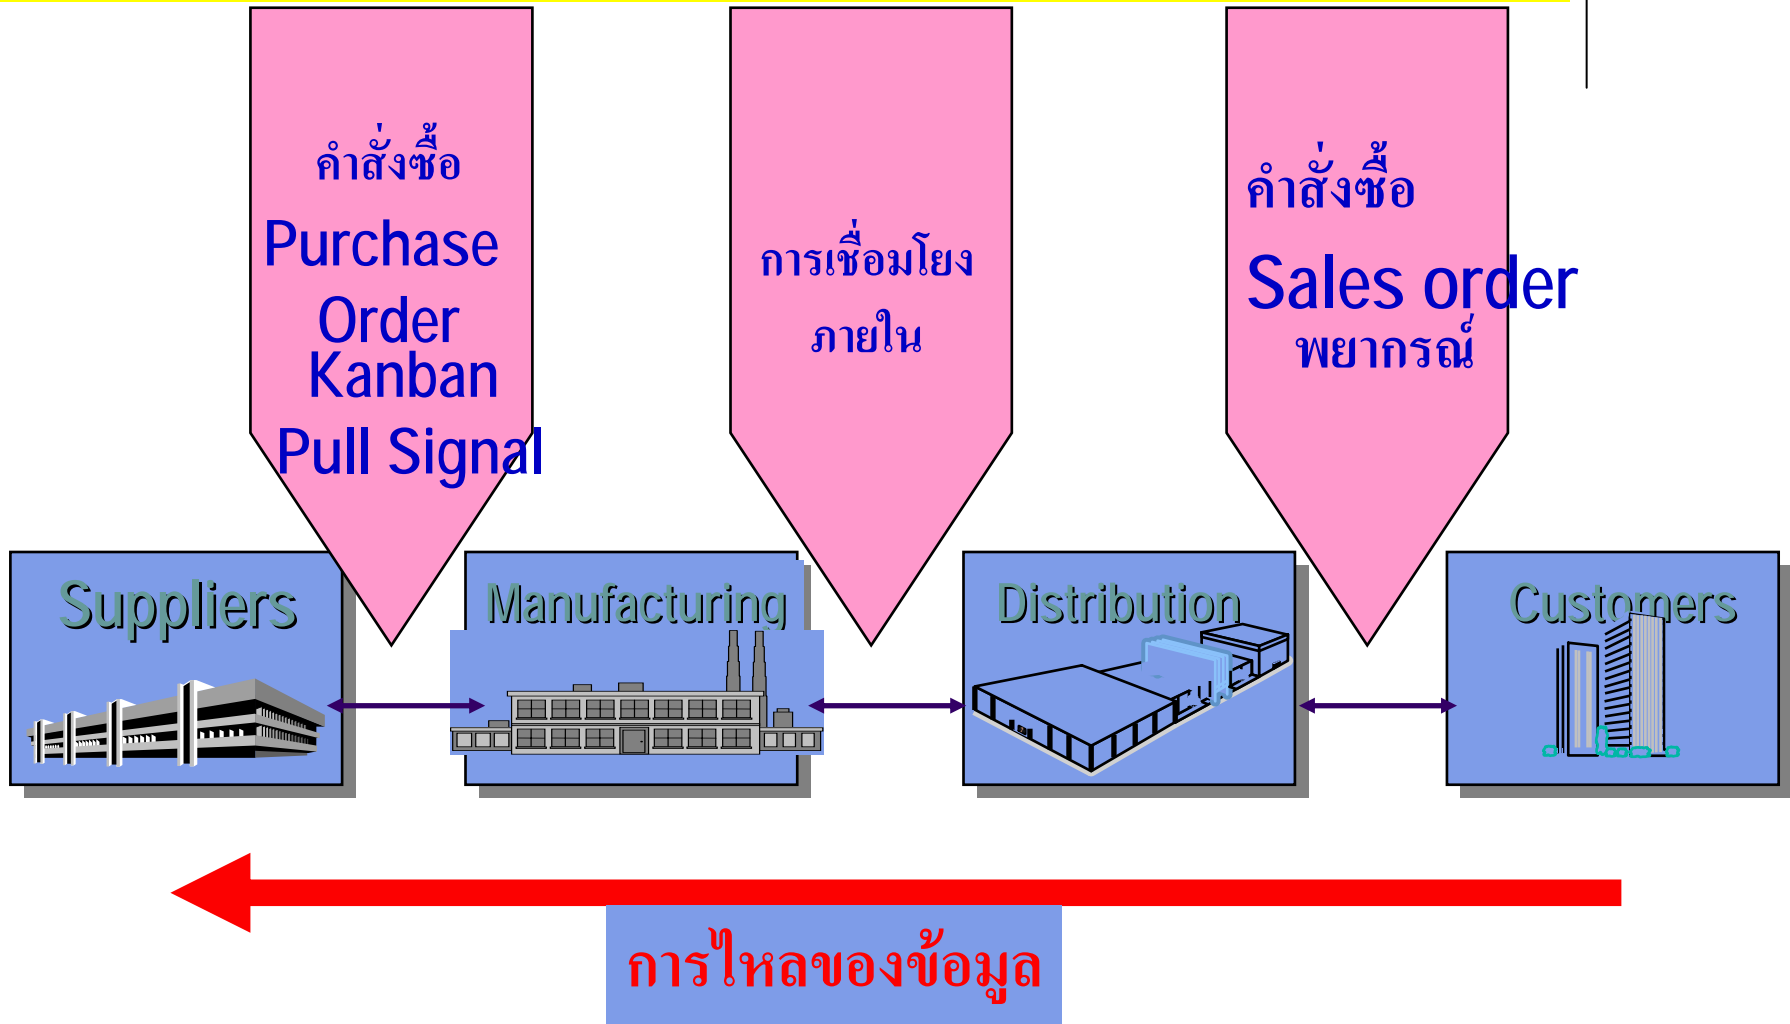 คำสั่งซื้อ
Purchase
Order
Kanban
Pull Signal
การเชื่อมโยง
ภายใน
คำสั่งซื้อ
Sales order
พยากรณ์
Suppliers
Manufacturing
Distribution
Customers
การไหลของข้อมูล